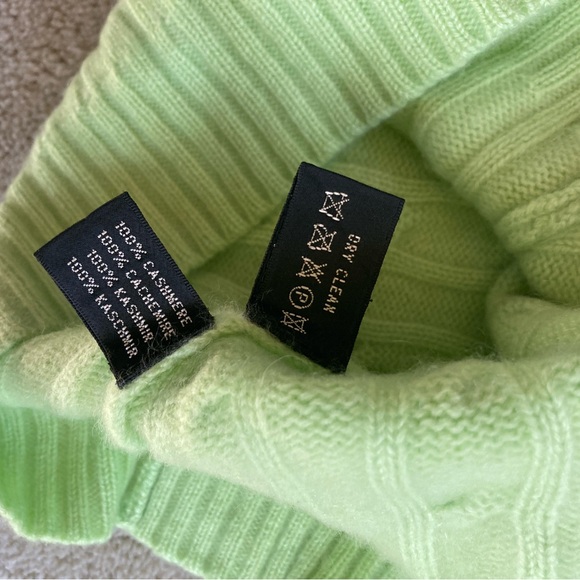 100% CASHMERE
100% CACHEMIRE
100% KASHMIR
100% KASCHMIR
DRY CLEAN
P